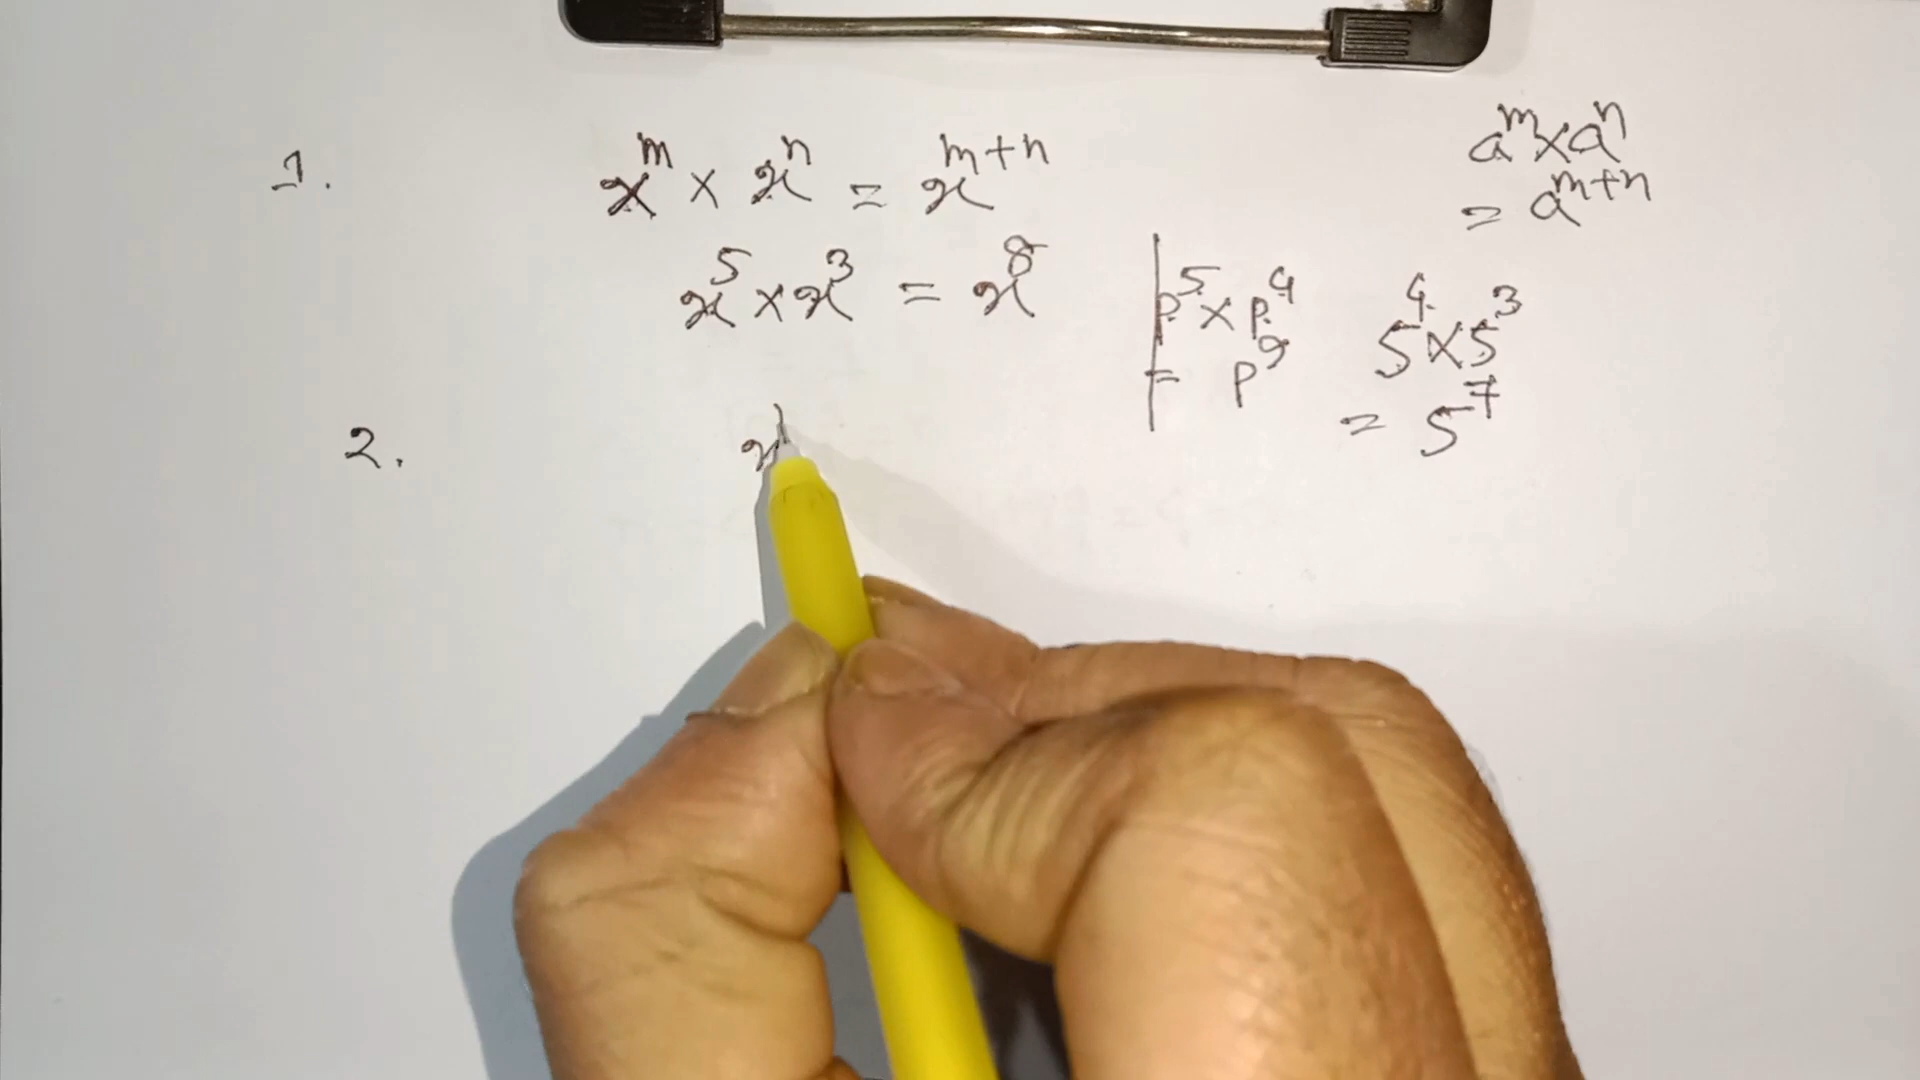 1. x^m × x^n = x^{m+n}
a^m × a^n
= a^{m+n}
x^5 × x^3 = x^8
p^5 × p^4
= p^9
5^4 × 5^3
= 5^7
2. x